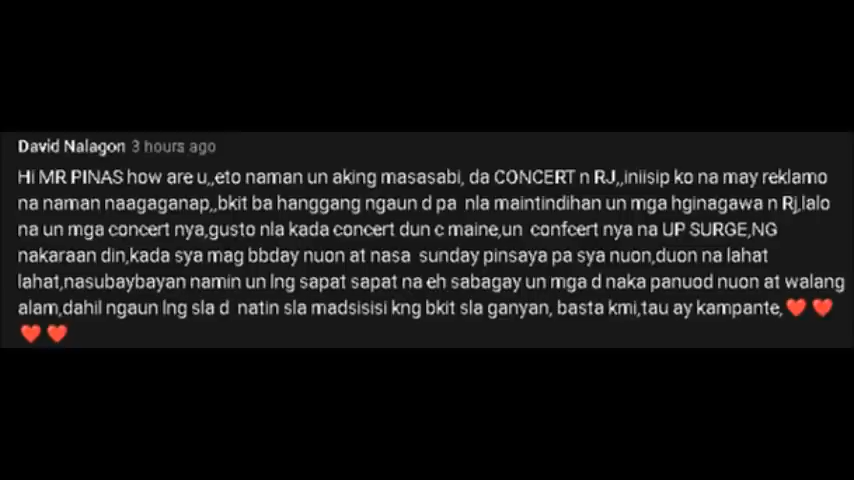 David Nalagon 3 hours ago
Hi MR PINAS how are u,,eto naman un aking masasabi, da CONCERT n RJ,,iniisip ko na may reklamo
na naman naagaganap,,bkit ba hanggang ngaun d pa nla maintindihan un mga hginagawa n Rj,lalo
na un mga concert nya,gusto nla kada concert dun c maine,un confcert nya na UP SURGE,NG
nakaraan din,kada sya mag bbday nuon at nasa sunday pinsaya pa sya nuon,duon na lahat
lahat,nasubaybayan namin un lng sapat sapat na eh sabagay un mga d naka panuod nuon at walang
alam,dahil ngaun lng sla d natin sla madsisisi kng bkit sla ganyan, basta kmi,tau ay kampante,❤️❤️
❤️❤️